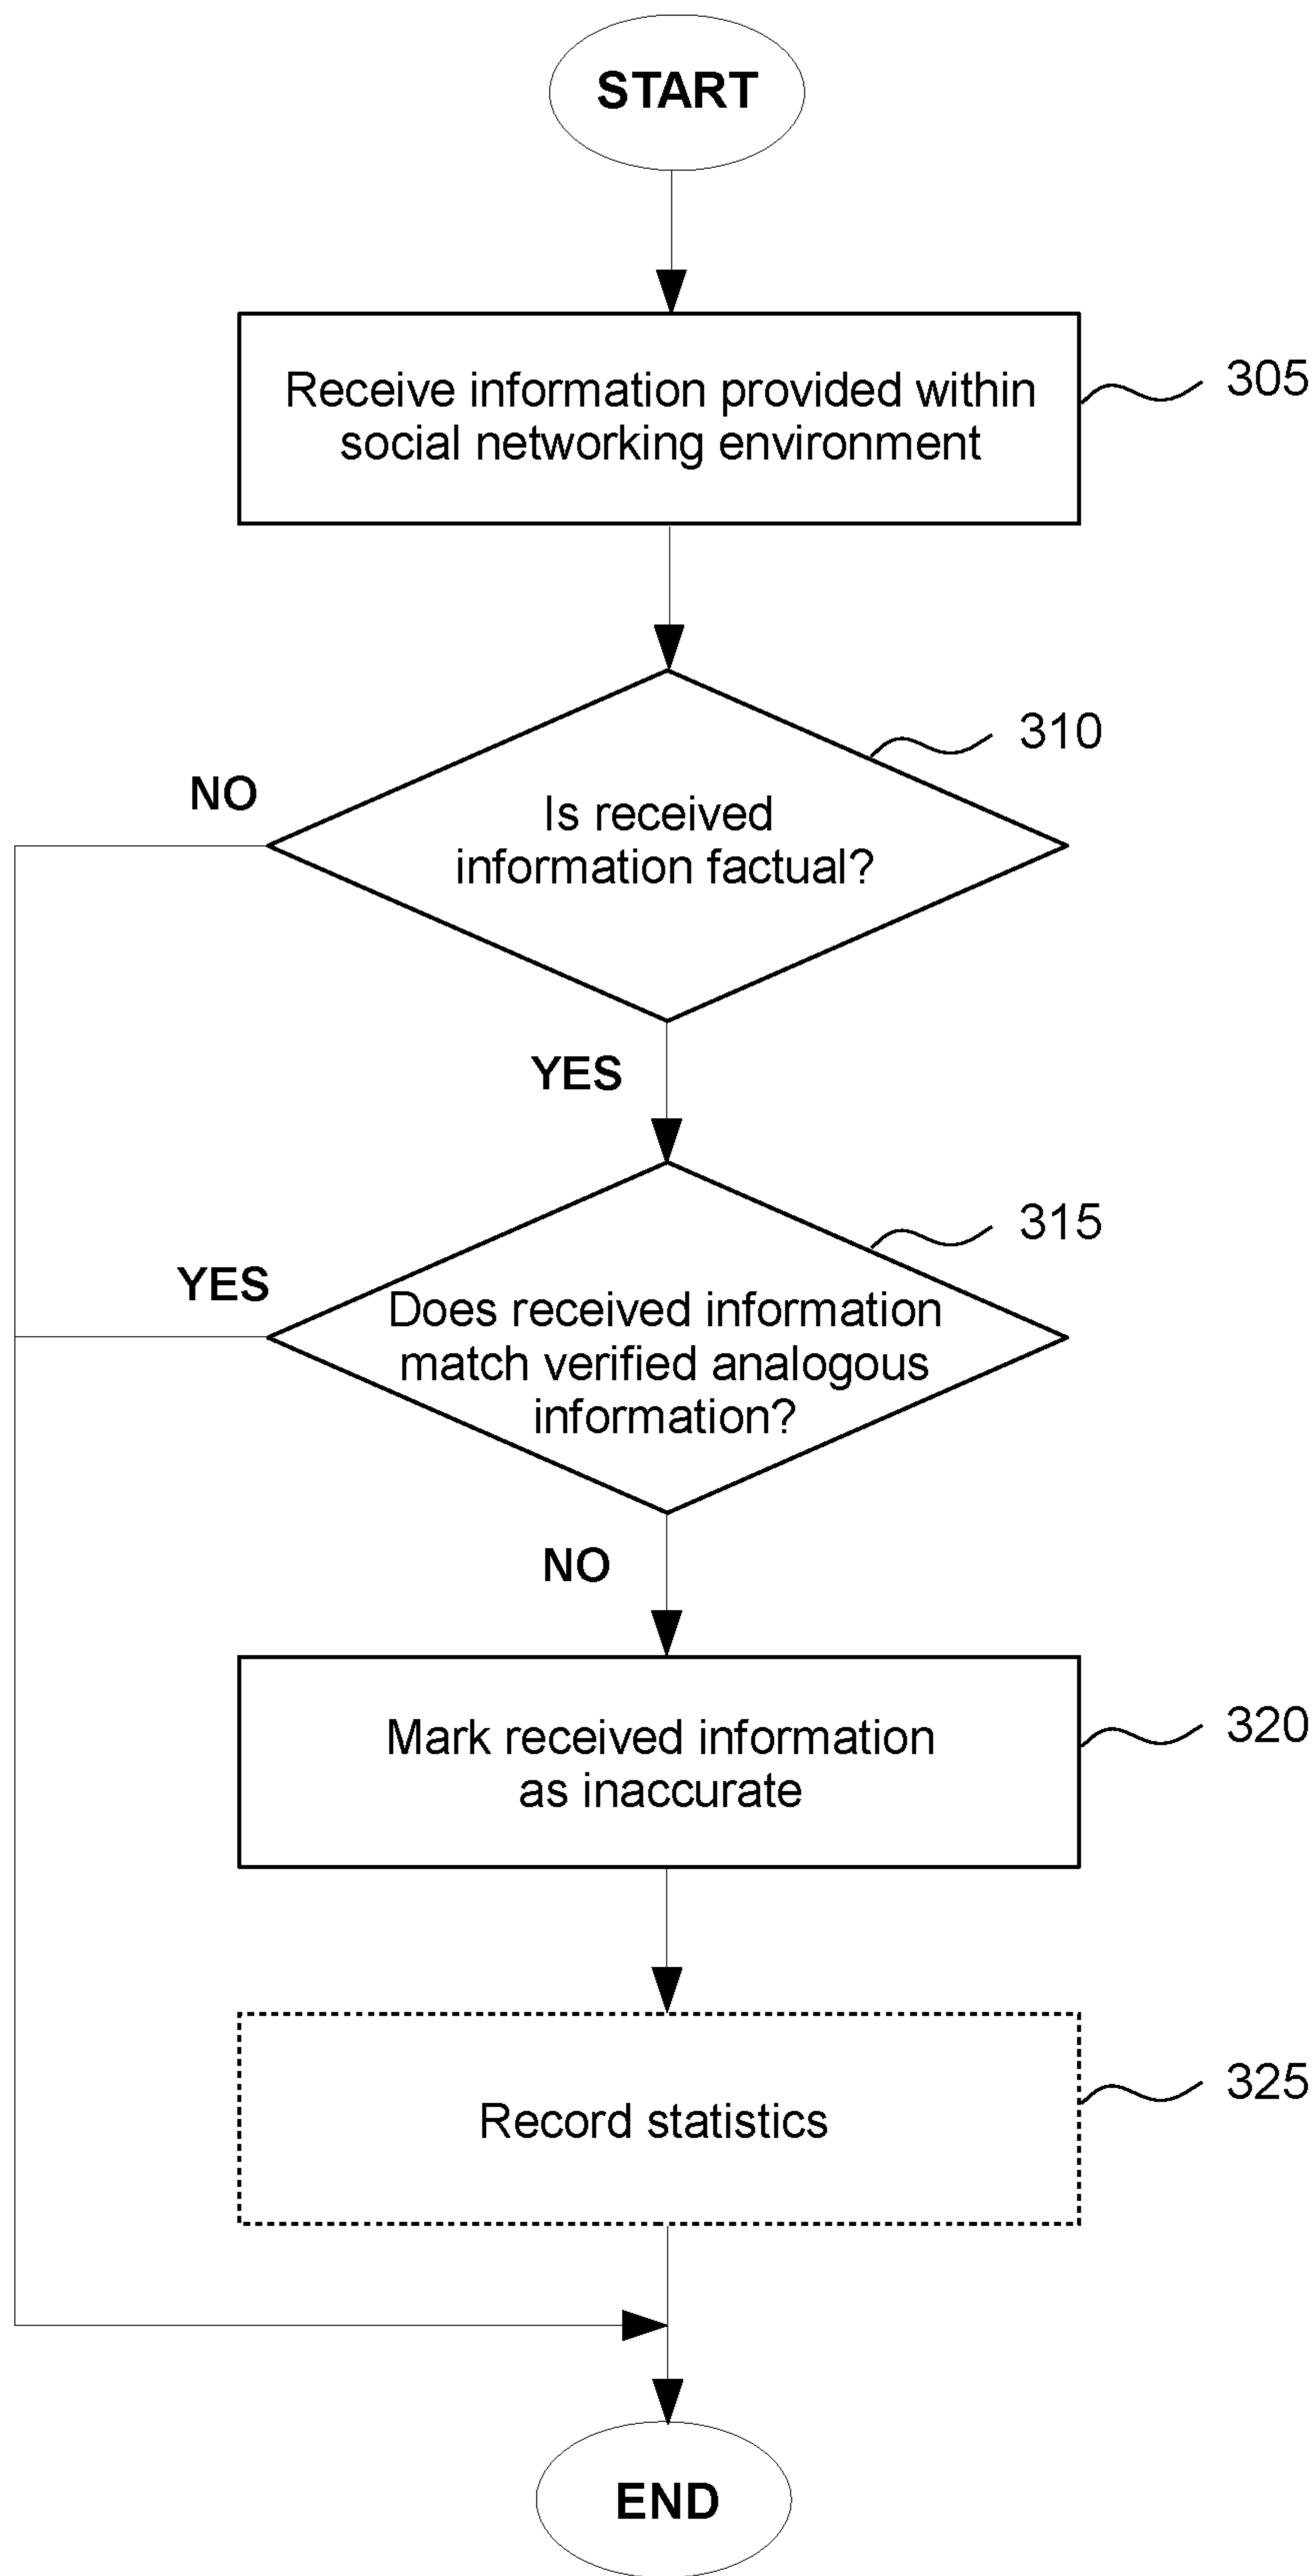 START
Receive information provided within
social networking environment
305
310
NO
Is received
information factual?
YES
315
YES
Does received information
match verified analogous
information?
NO
Mark received information
as inaccurate
320
Record statistics
325
END